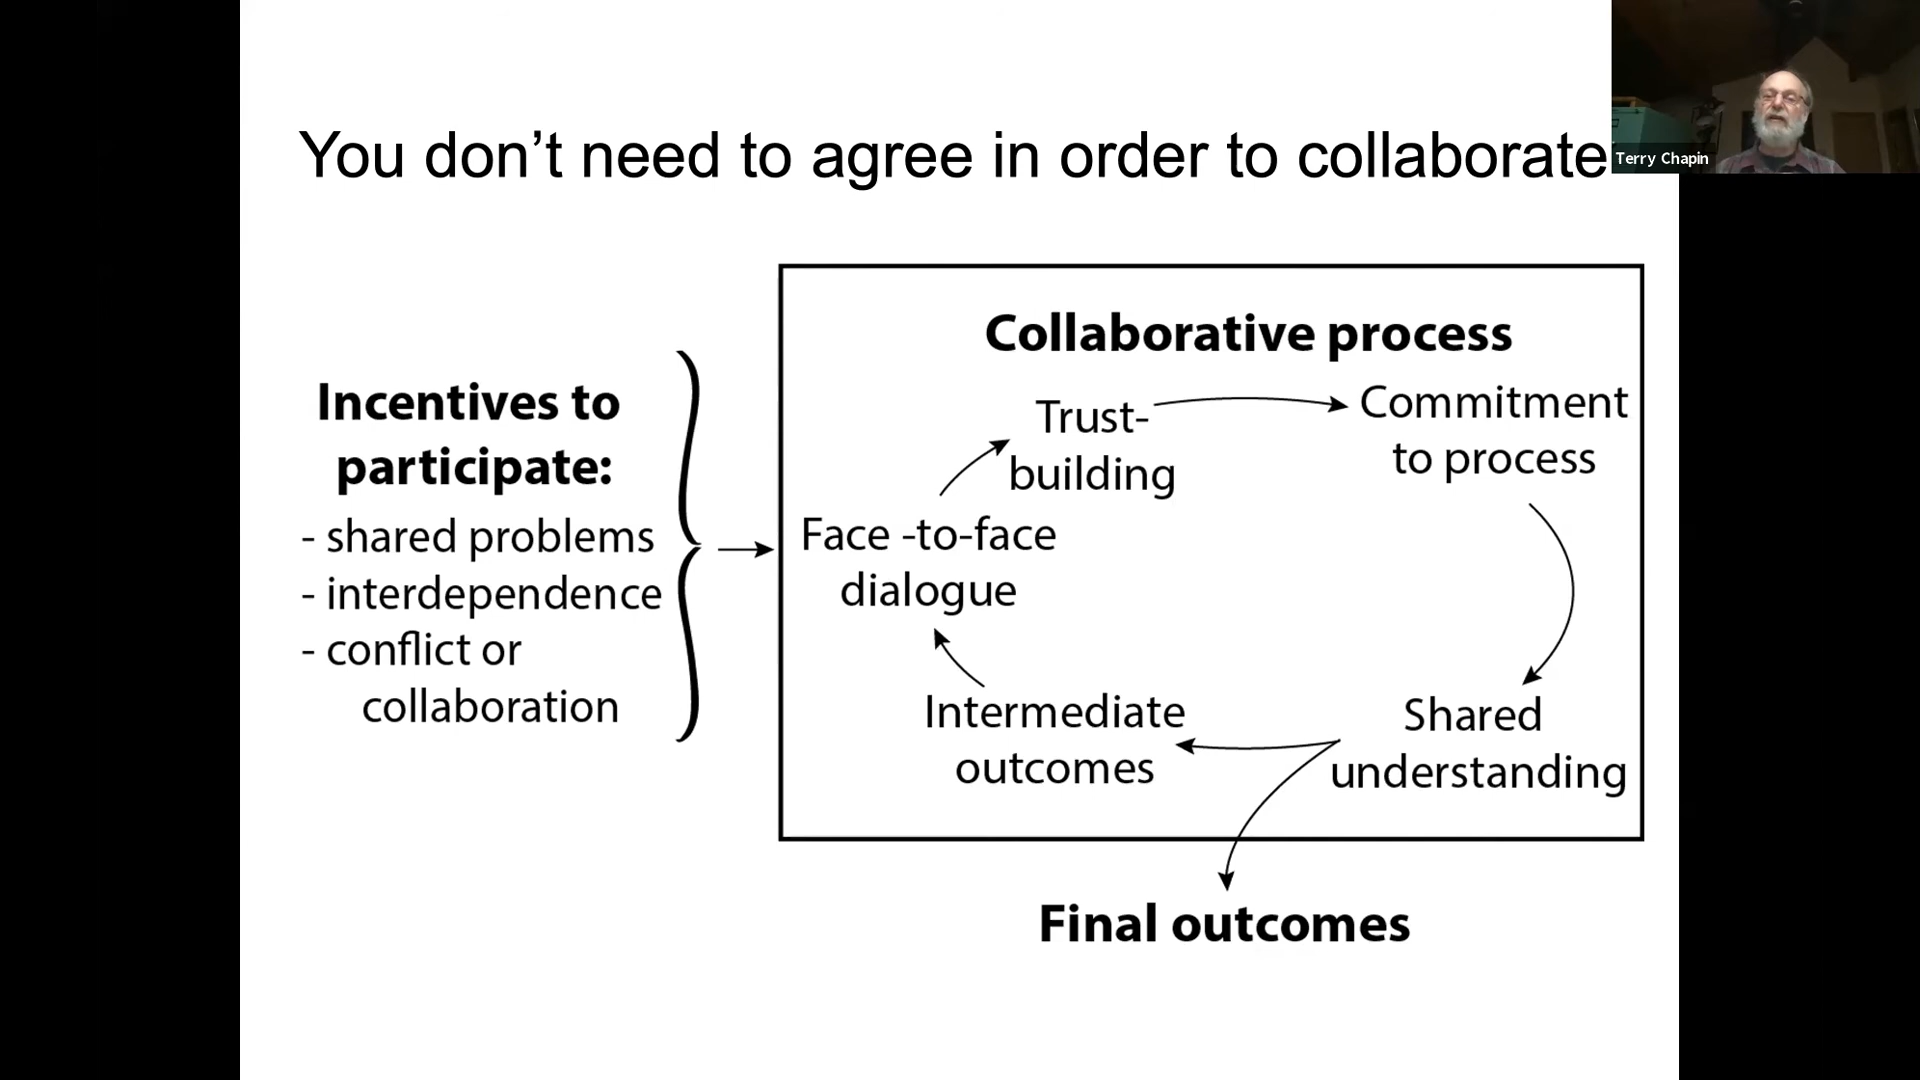 You don’t need to agree in order to collaborate
Terry Chapin
Incentives to
participate:
- shared problems
- interdependence
- conflict or
collaboration
Collaborative process
Trust-
building
Commitment
to process
Face -to-face
dialogue
Intermediate
outcomes
Shared
understanding
Final outcomes